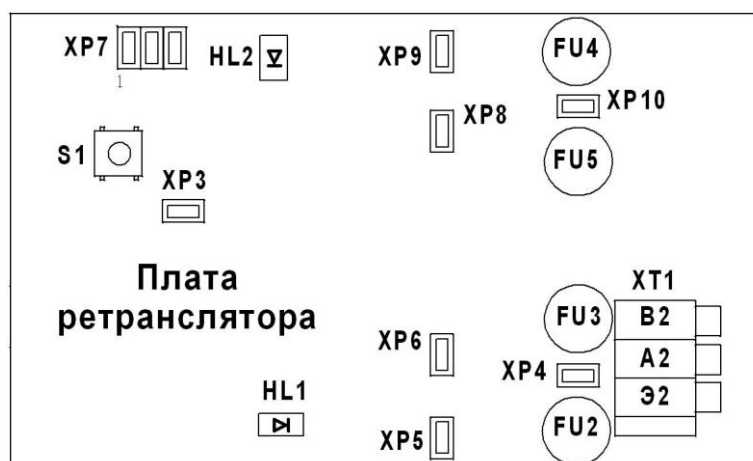 XP7
HL2
XP9
FU4
1
XP10
XP8
S1
FU5
XP3
Плата
ретранслятора
XT1
FU3
B2
XP6
A2
XP4
HL1
Э2
XP5
FU2